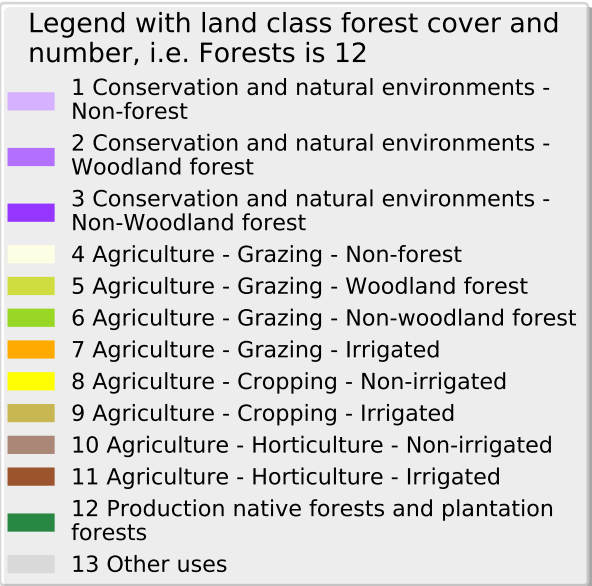 Legend with land class forest cover and
number, i.e. Forests is 12
1 Conservation and natural environments -
Non-forest
2 Conservation and natural environments -
Woodland forest
3 Conservation and natural environments -
Non-Woodland forest
4 Agriculture - Grazing - Non-forest
5 Agriculture - Grazing - Woodland forest
6 Agriculture - Grazing - Non-woodland forest
7 Agriculture - Grazing - Irrigated
8 Agriculture - Cropping - Non-irrigated
9 Agriculture - Cropping - Irrigated
10 Agriculture - Horticulture - Non-irrigated
11 Agriculture - Horticulture - Irrigated
12 Production native forests and plantation
forests
13 Other uses